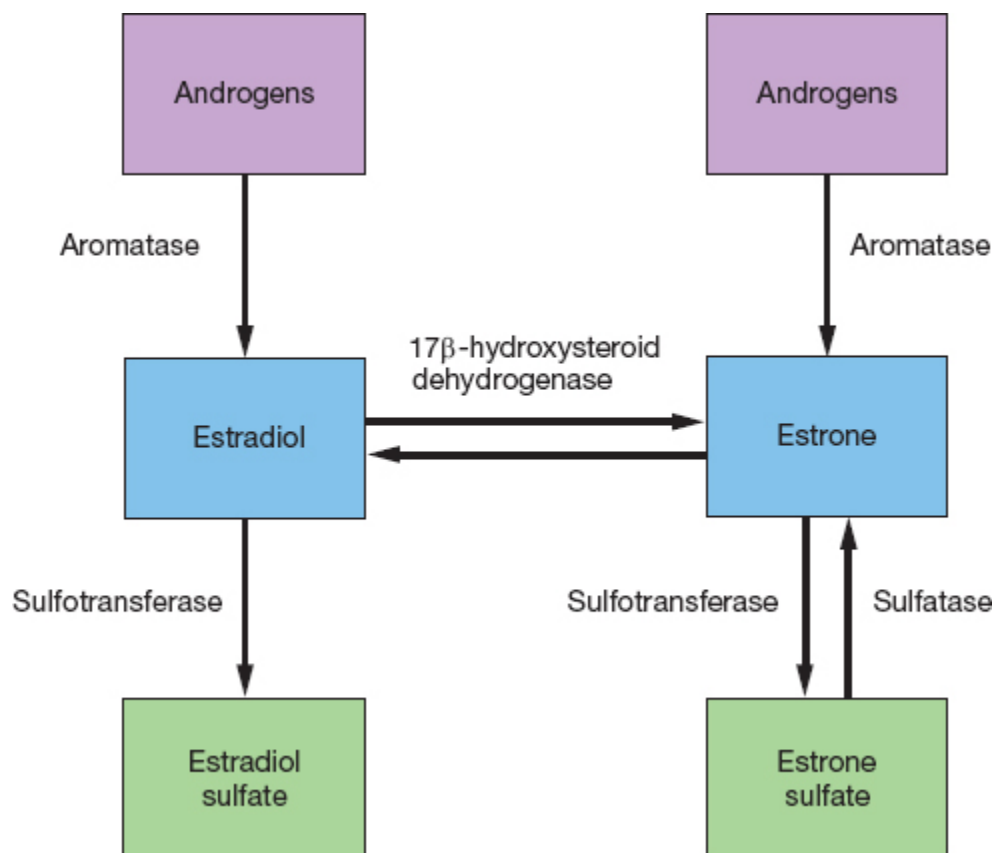 Androgens
Androgens
Aromatase
Aromatase
17β-hydroxysteroid
dehydrogenase
Estradiol
Estrone
Sulfotransferase
Sulfotransferase
Sulfatase
Estradiol
sulfate
Estrone
sulfate